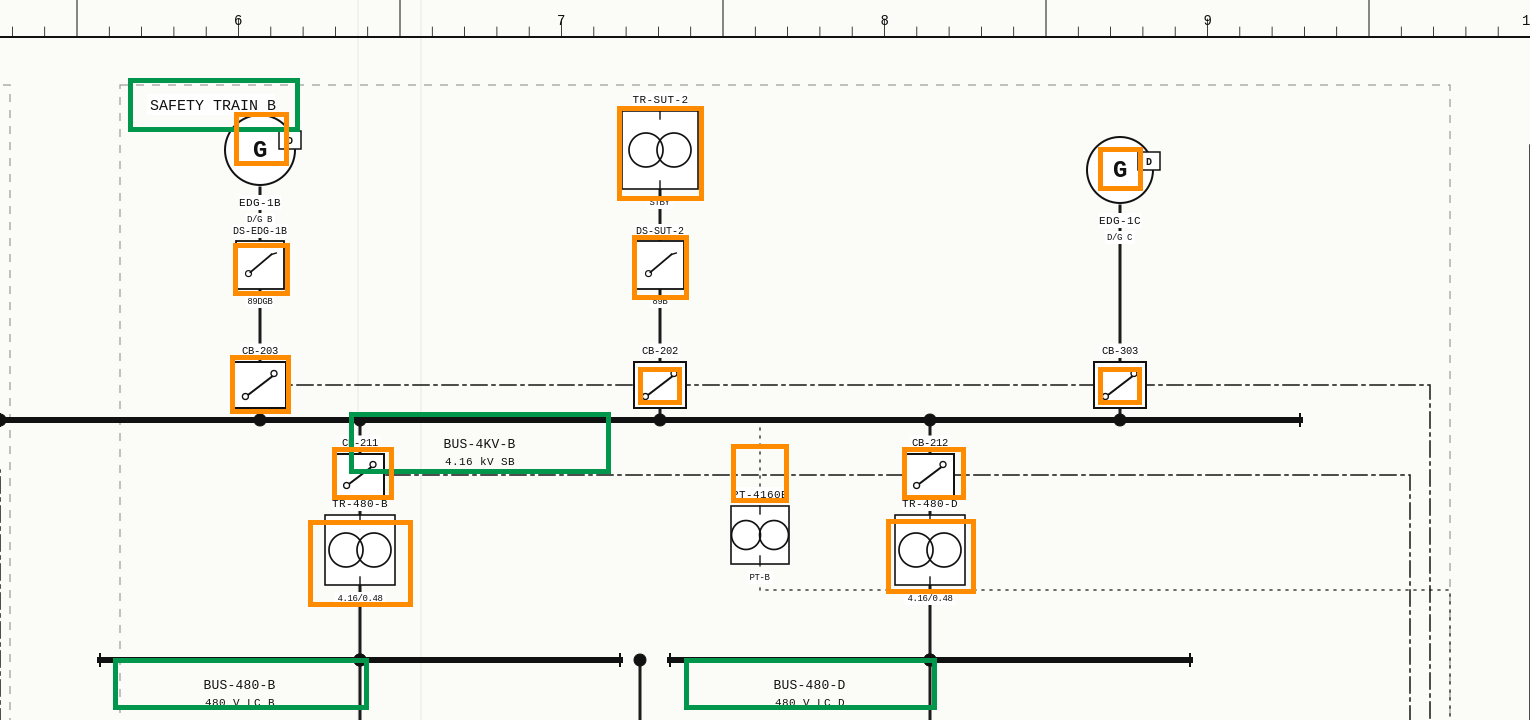 6
7
8
9
1
SAFETY TRAIN B
TR-SUT-2
G
D
EDG-1B
D/G B
STBY
G
D
EDG-1C
D/G C
DS-EDG-1B
89DGB
DS-SUT-2
89B
CB-203
CB-202
CB-303
CB-211
BUS-4KV-B
4.16 kV SB
CB-212
TR-480-B
PT-4160B
TR-480-D
4.16/0.48
PT-B
4.16/0.48
BUS-480-B
480 V LC B
BUS-480-D
480 V LC D